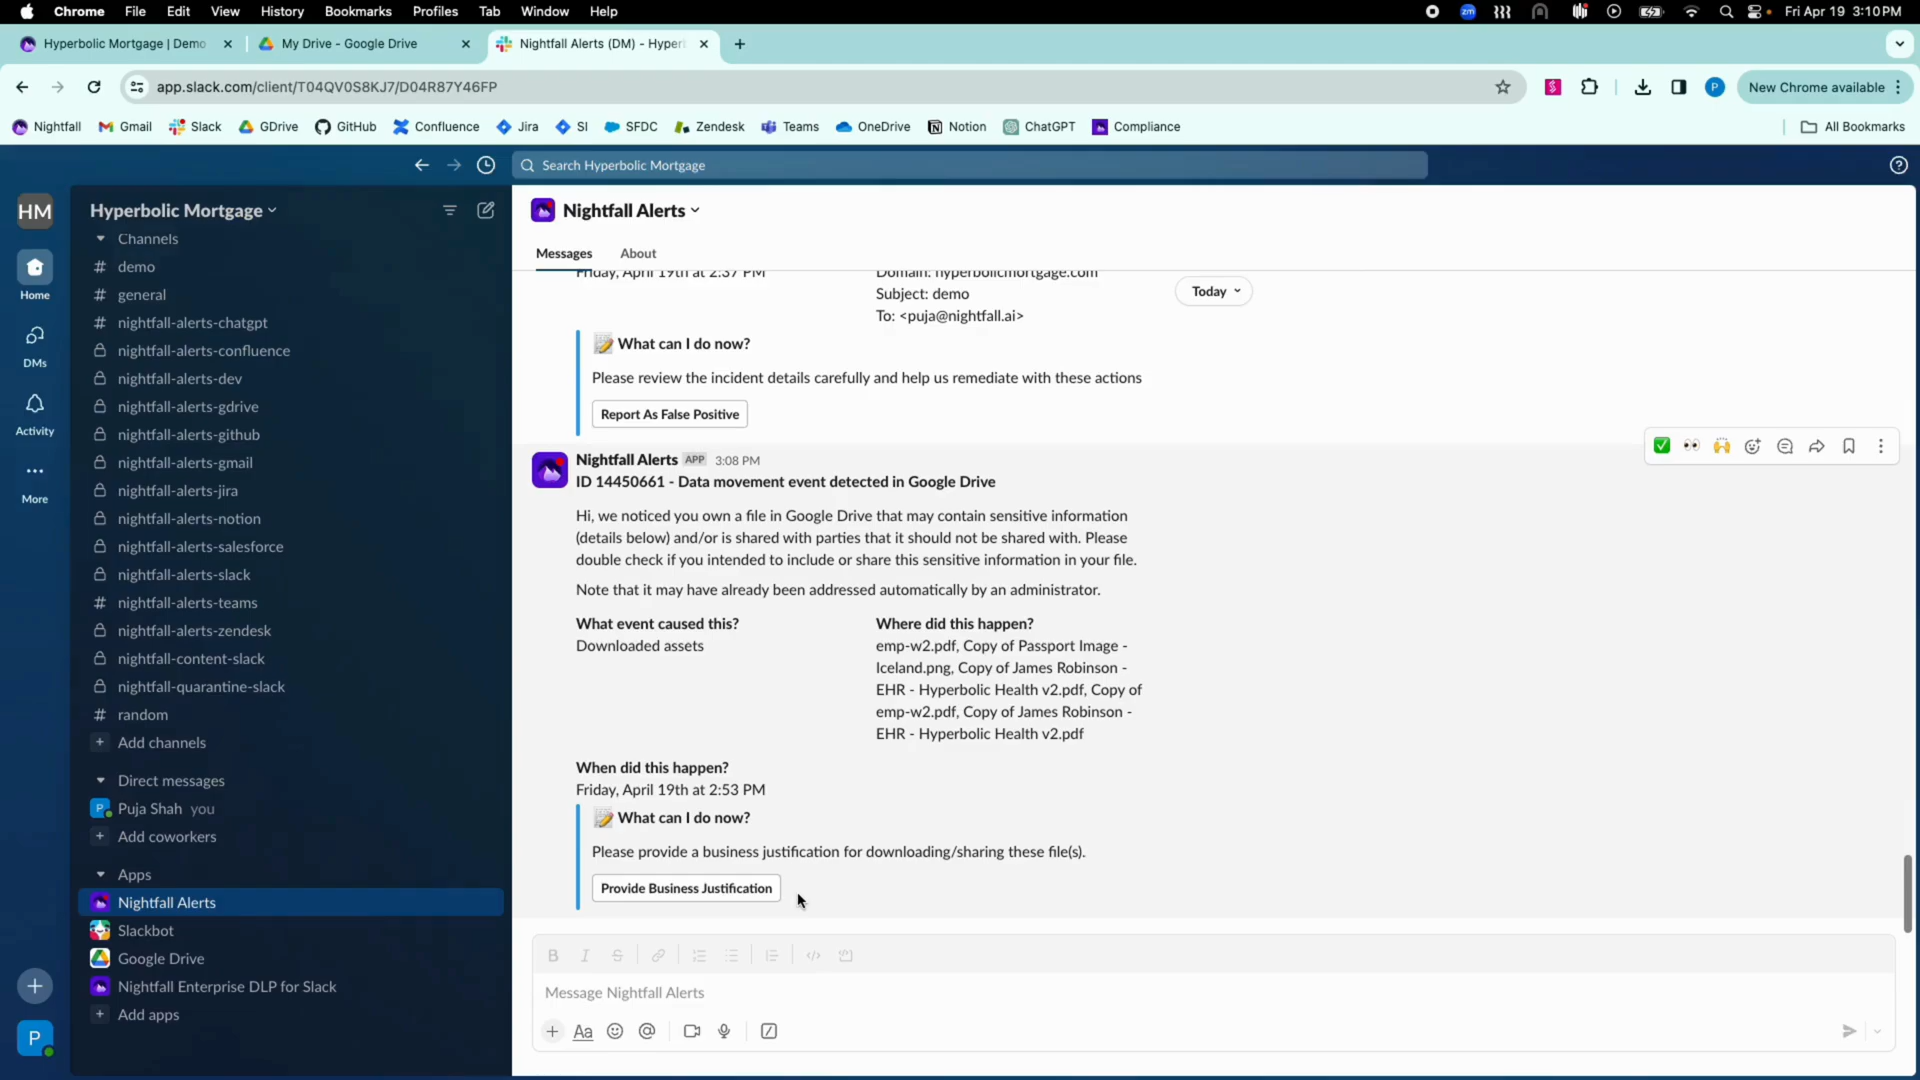 Chrome File Edit View History Bookmarks Profiles Tab Window Help
zm
Fri Apr 19 3:10 PM
Hyperbolic Mortgage | Demo
My Drive - Google Drive
Nightfall Alerts (DM) - Hyper
app.slack.com/client/T04QV0S8KJ7/D04R87Y46FP
P
New Chrome available
Nightfall Gmail Slack GDrive GitHub Confluence Jira SI SFDC Zendesk Teams OneDrive Notion ChatGPT Compliance
All Bookmarks
Search Hyperbolic Mortgage
HM
Home
DMs
Activity
More
P
Hyperbolic Mortgage
Channels
# demo
# general
# nightfall-alerts-chatgpt
nightfall-alerts-confluence
nightfall-alerts-dev
nightfall-alerts-gdrive
nightfall-alerts-github
nightfall-alerts-gmail
nightfall-alerts-jira
nightfall-alerts-notion
nightfall-alerts-salesforce
nightfall-alerts-slack
# nightfall-alerts-teams
nightfall-alerts-zendesk
nightfall-content-slack
nightfall-quarantine-slack
# random
+ Add channels
Direct messages
P Puja Shah you
+ Add coworkers
Apps
Nightfall Alerts
Slackbot
Google Drive
Nightfall Enterprise DLP for Slack
+ Add apps
Nightfall Alerts
Messages About
Friday, April 19th at 2:37 PM
Domain: hyperbolicmortgage.com
Subject: demo
To: <puja@nightfall.ai>
Today
What can I do now?
Please review the incident details carefully and help us remediate with these actions
Report As False Positive
Nightfall Alerts APP 3:08 PM
ID 14450661 - Data movement event detected in Google Drive
Hi, we noticed you own a file in Google Drive that may contain sensitive information
(details below) and/or is shared with parties that it should not be shared with. Please
double check if you intended to include or share this sensitive information in your file.
Note that it may have already been addressed automatically by an administrator.
What event caused this?
Downloaded assets
Where did this happen?
emp-w2.pdf, Copy of Passport Image -
Iceland.png, Copy of James Robinson -
EHR - Hyperbolic Health v2.pdf, Copy of
emp-w2.pdf, Copy of James Robinson -
EHR - Hyperbolic Health v2.pdf
When did this happen?
Friday, April 19th at 2:53 PM
What can I do now?
Please provide a business justification for downloading/sharing these file(s).
Provide Business Justification
B I S
Message Nightfall Alerts
Aa